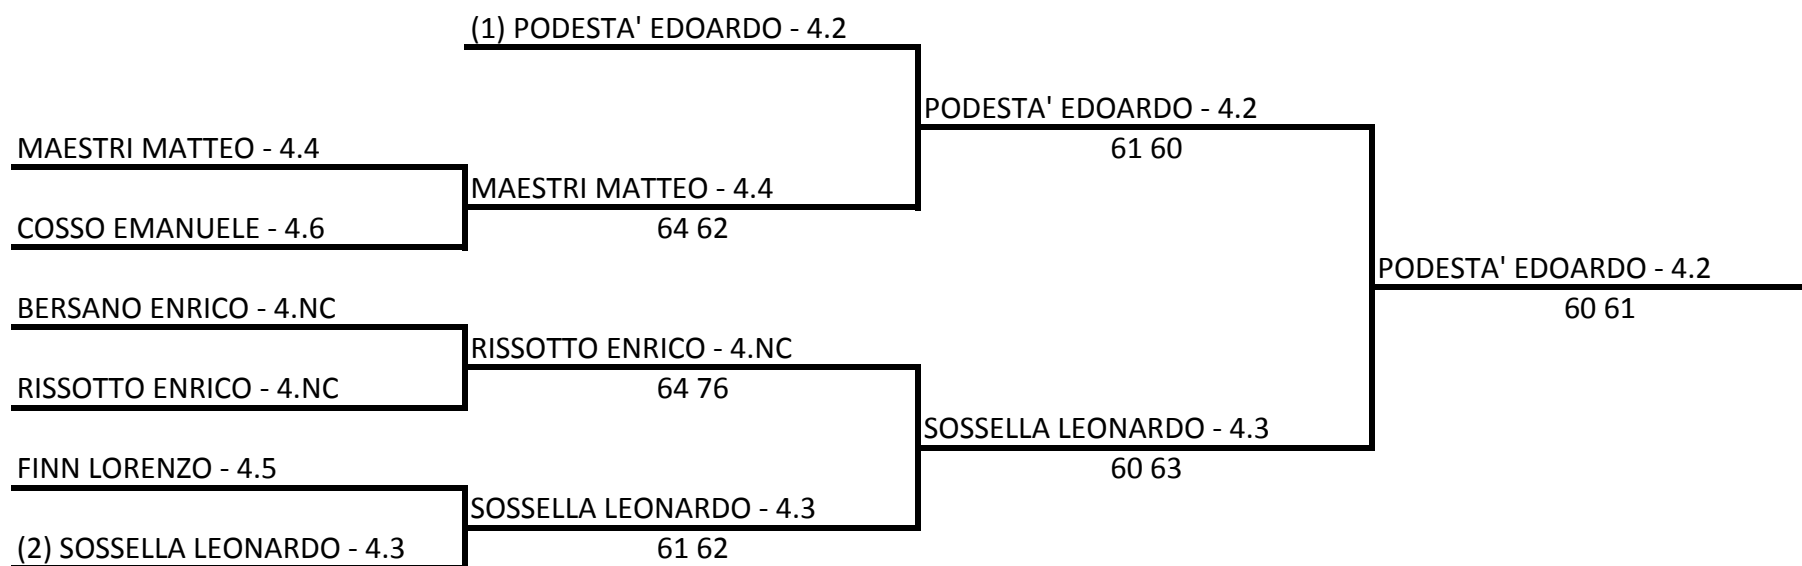 (1) PODESTA' EDOARDO - 4.2
PODESTA' EDOARDO - 4.2
MAESTRI MATTEO - 4.4
61 60
MAESTRI MATTEO - 4.4
COSSO EMANUELE - 4.6
64 62
PODESTA' EDOARDO - 4.2
BERSANO ENRICO - 4.NC
60 61
RISSOTTO ENRICO - 4.NC
RISSOTTO ENRICO - 4.NC
64 76
SOSSELLA LEONARDO - 4.3
FINN LORENZO - 4.5
60 63
SOSSELLA LEONARDO - 4.3
(2) SOSSELLA LEONARDO - 4.3
61 62